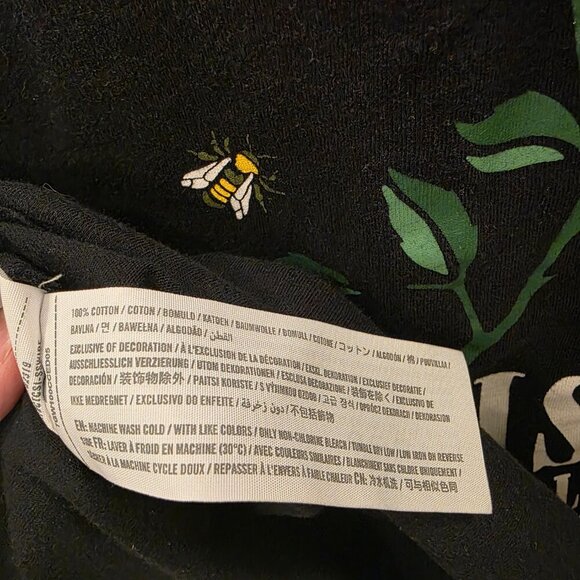 100% COTTON / COTON / BOMULD / KATOEN / BAUMWOLLE / BOMULL / COTONE / コットン / ALGODÓN / 棉 / PUUVILLA /
BAVLNA / 면 / BAWEŁNA / ALGODÃO / القطن
EXCLUSIVE OF DECORATION / À L'EXCLUSION DE LA DÉCORATION / EKSL. DEKORATION / EXCLUSIEF DECORATIE /
AUSSCHLIESSLICH VERZIERUNG / UTOM DEKORATIONEN / ESCLUSA DECORAZIONE / 装飾を除く / EXCLUSIVO DE
DECORACIÓN / 装饰物除外 / PAITSI KORISTE / S VÝJIMKOU OZDOB / 고급 장식 / OPRÓCZ DEKORACJI / DEKORASJON
IKKE MEDREGNET / EXCLUSIVO DO ENFEITE / دون زخرفة / 不包括飾物
EN: MACHINE WASH COLD / WITH LIKE COLORS / ONLY NON-CHLORINE BLEACH / TUMBLE DRY LOW / LOW IRON ON REVERSE
SIDE FR: LAVER À FROID EN MACHINE (30°C) / AVEC COULEURS SIMILAIRES / BLANCHIMENT SANS CHLORE UNIQUEMENT /
SÉCHER À LA MACHINE CYCLE DOUX / REPASSER À L'ENVERS À FAIBLE CHALEUR CN: 冷水机洗 / 可与相似色同
IS